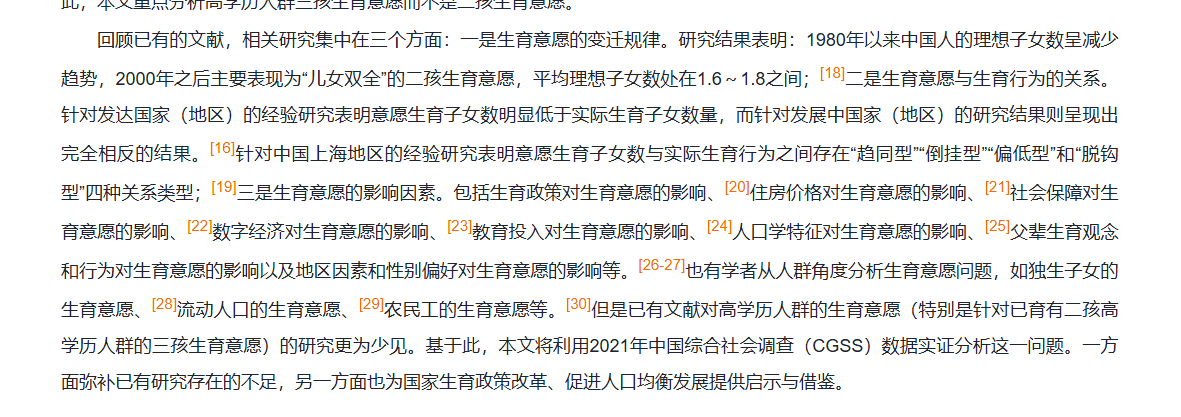 此，本文重点分析高学历人群三孩生育意愿而不是二孩生育意愿。
回顾已有的文献，相关研究集中在三个方面：一是生育意愿的变迁规律。研究结果表明：1980年以来中国人的理想子女数呈减少
趋势，2000年之后主要表现为“儿女双全”的二孩生育意愿，平均理想子女数处在1.6～1.8之间；[18]二是生育意愿与生育行为的关系。
针对发达国家（地区）的经验研究表明意愿生育子女数明显低于实际生育子女数量，而针对发展中国家（地区）的研究结果则呈现出
完全相反的结果。[16]针对中国上海地区的经验研究表明意愿生育子女数与实际生育行为之间存在“趋同型”“倒挂型”“偏低型”和“脱钩
型”四种关系类型；[19]三是生育意愿的影响因素。包括生育政策对生育意愿的影响、[20]住房价格对生育意愿的影响、[21]社会保障对生
育意愿的影响、[22]数字经济对生育意愿的影响、[23]教育投入对生育意愿的影响、[24]人口学特征对生育意愿的影响、[25]父辈生育观念
和行为对生育意愿的影响以及地区因素和性别偏好对生育意愿的影响等。[26-27]也有学者从人群角度分析生育意愿问题，如独生子女的
生育意愿、[28]流动人口的生育意愿、[29]农民工的生育意愿等。[30]但是已有文献对高学历人群的生育意愿（特别是针对已育有二孩高
学历人群的三孩生育意愿）的研究更为少见。基于此，本文将利用2021年中国综合社会调查（CGSS）数据实证分析这一问题。一方
面弥补已有研究存在的不足，另一方面也为国家生育政策改革、促进人口均衡发展提供启示与借鉴。